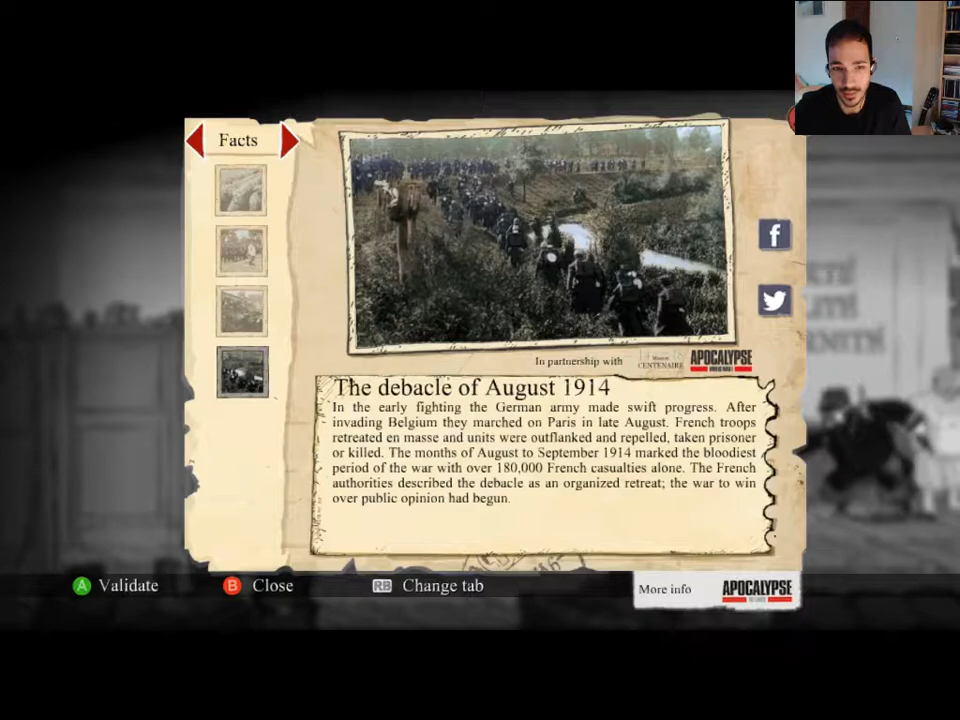 Facts
In partnership with
Mission
CENTENAIRE
APOCALYPSE
WORLD WAR I
The debacle of August 1914
In the early fighting the German army made swift progress. After
invading Belgium they marched on Paris in late August. French troops
retreated en masse and units were outflanked and repelled, taken prisoner
or killed. The months of August to September 1914 marked the bloodiest
period of the war with over 180,000 French casualties alone. The French
authorities described the debacle as an organized retreat; the war to win
over public opinion had begun.
A Validate
B Close
RB Change tab
More info
APOCALYPSE